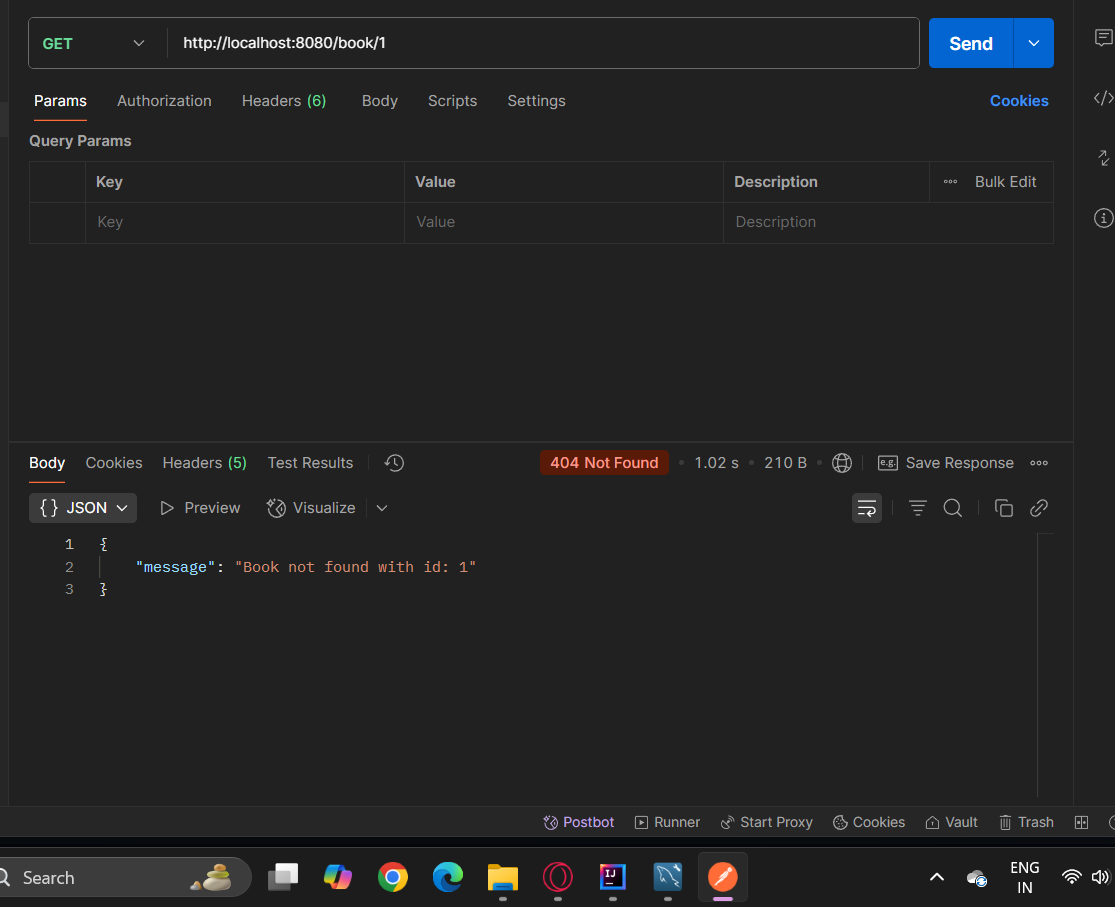 GET http://localhost:8080/book/1 Send
Params Authorization Headers (6) Body Scripts Settings Cookies
Query Params
Key Value Description Bulk Edit
Key Value Description
Body Cookies Headers (5) Test Results 404 Not Found • 1.02 s • 210 B • e.g. Save Response
{} JSON Preview Visualize
1 {
2 "message": "Book not found with id: 1"
3 }
Postbot Runner Start Proxy Cookies Vault Trash
Search IJ ENG
IN